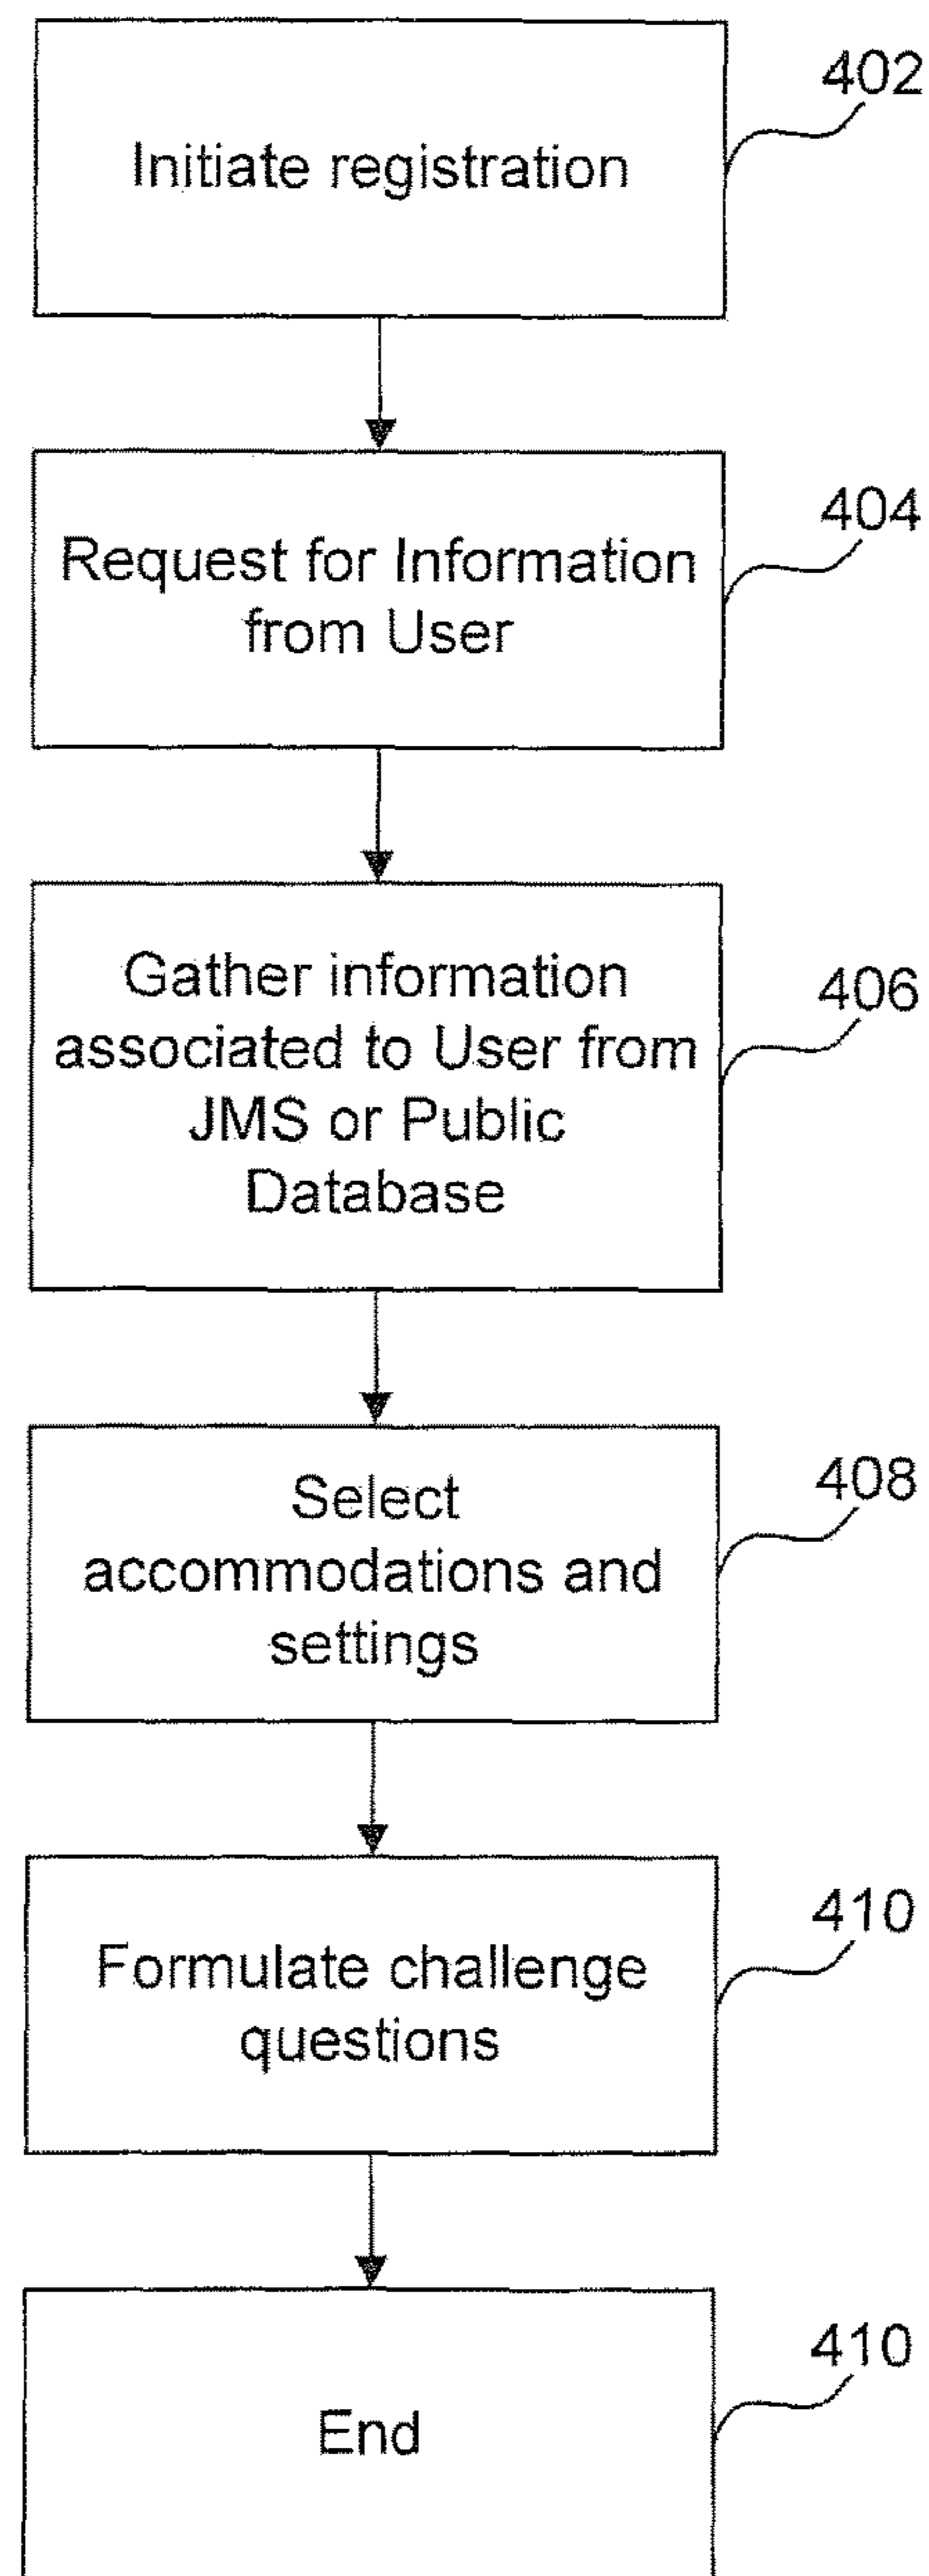 402
Initiate registration
404
Request for Information
from User
406
Gather information
associated to User from
JMS or Public
Database
408
Select
accommodations and
settings
410
Formulate challenge
questions
410
End